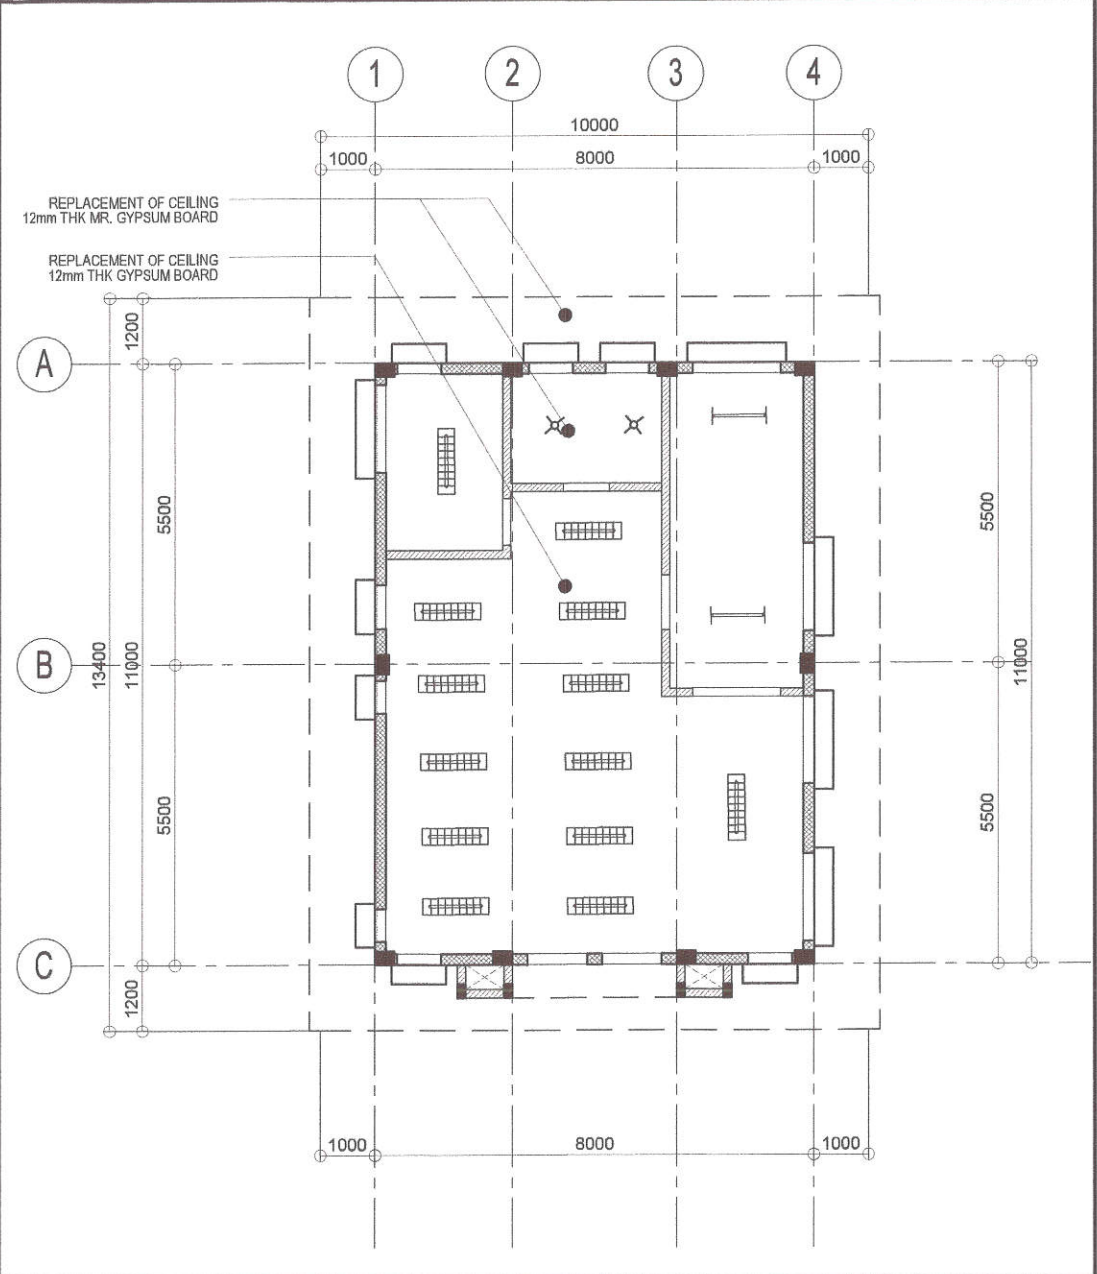 1 2 3 4
10000
1000 8000 1000
REPLACEMENT OF CEILING
12mm THK MR. GYPSUM BOARD
REPLACEMENT OF CEILING
12mm THK GYPSUM BOARD
1200
A
5500 5500
B
13400 11000 11000
5500 5500
C
1200
1000 8000 1000